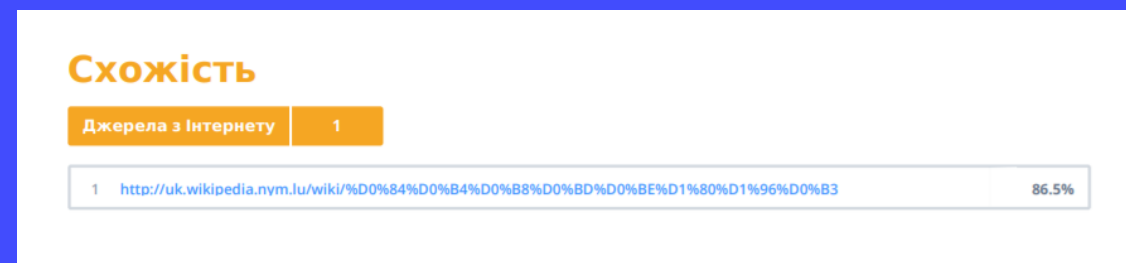 Схожість
Джерела з Інтернету 1
1 http://uk.wikipedia.nym.lu/wiki/%D0%84%D0%B4%D0%B8%D0%BD%D0%BE%D1%80%D1%96%D0%B3 86.5%